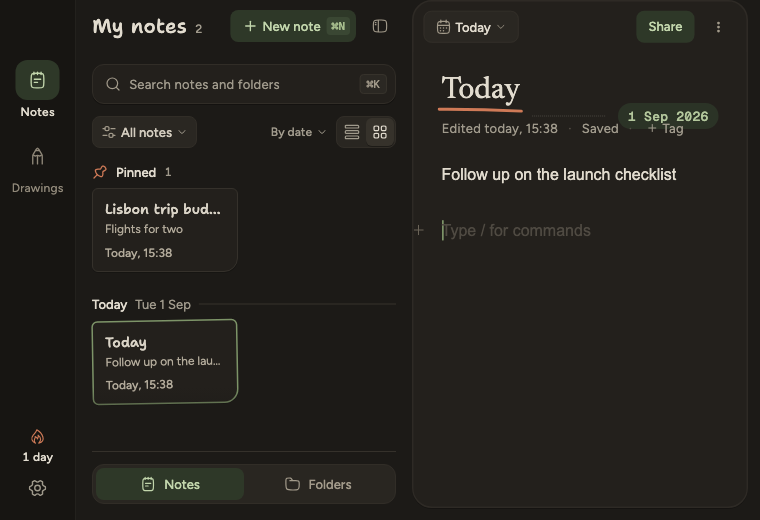 Notes
Drawings
1 day
My notes 2
+ New note ⌘N
Search notes and folders ⌘K
All notes
By date
Pinned 1
Lisbon trip bud...
Flights for two
Today, 15:38
Today Tue 1 Sep
Today
Follow up on the lau...
Today, 15:38
Notes
Folders
Today
Share
Today
1 Sep 2026
Edited today, 15:38 · Saved · + Tag
Follow up on the launch checklist
+ Type / for commands